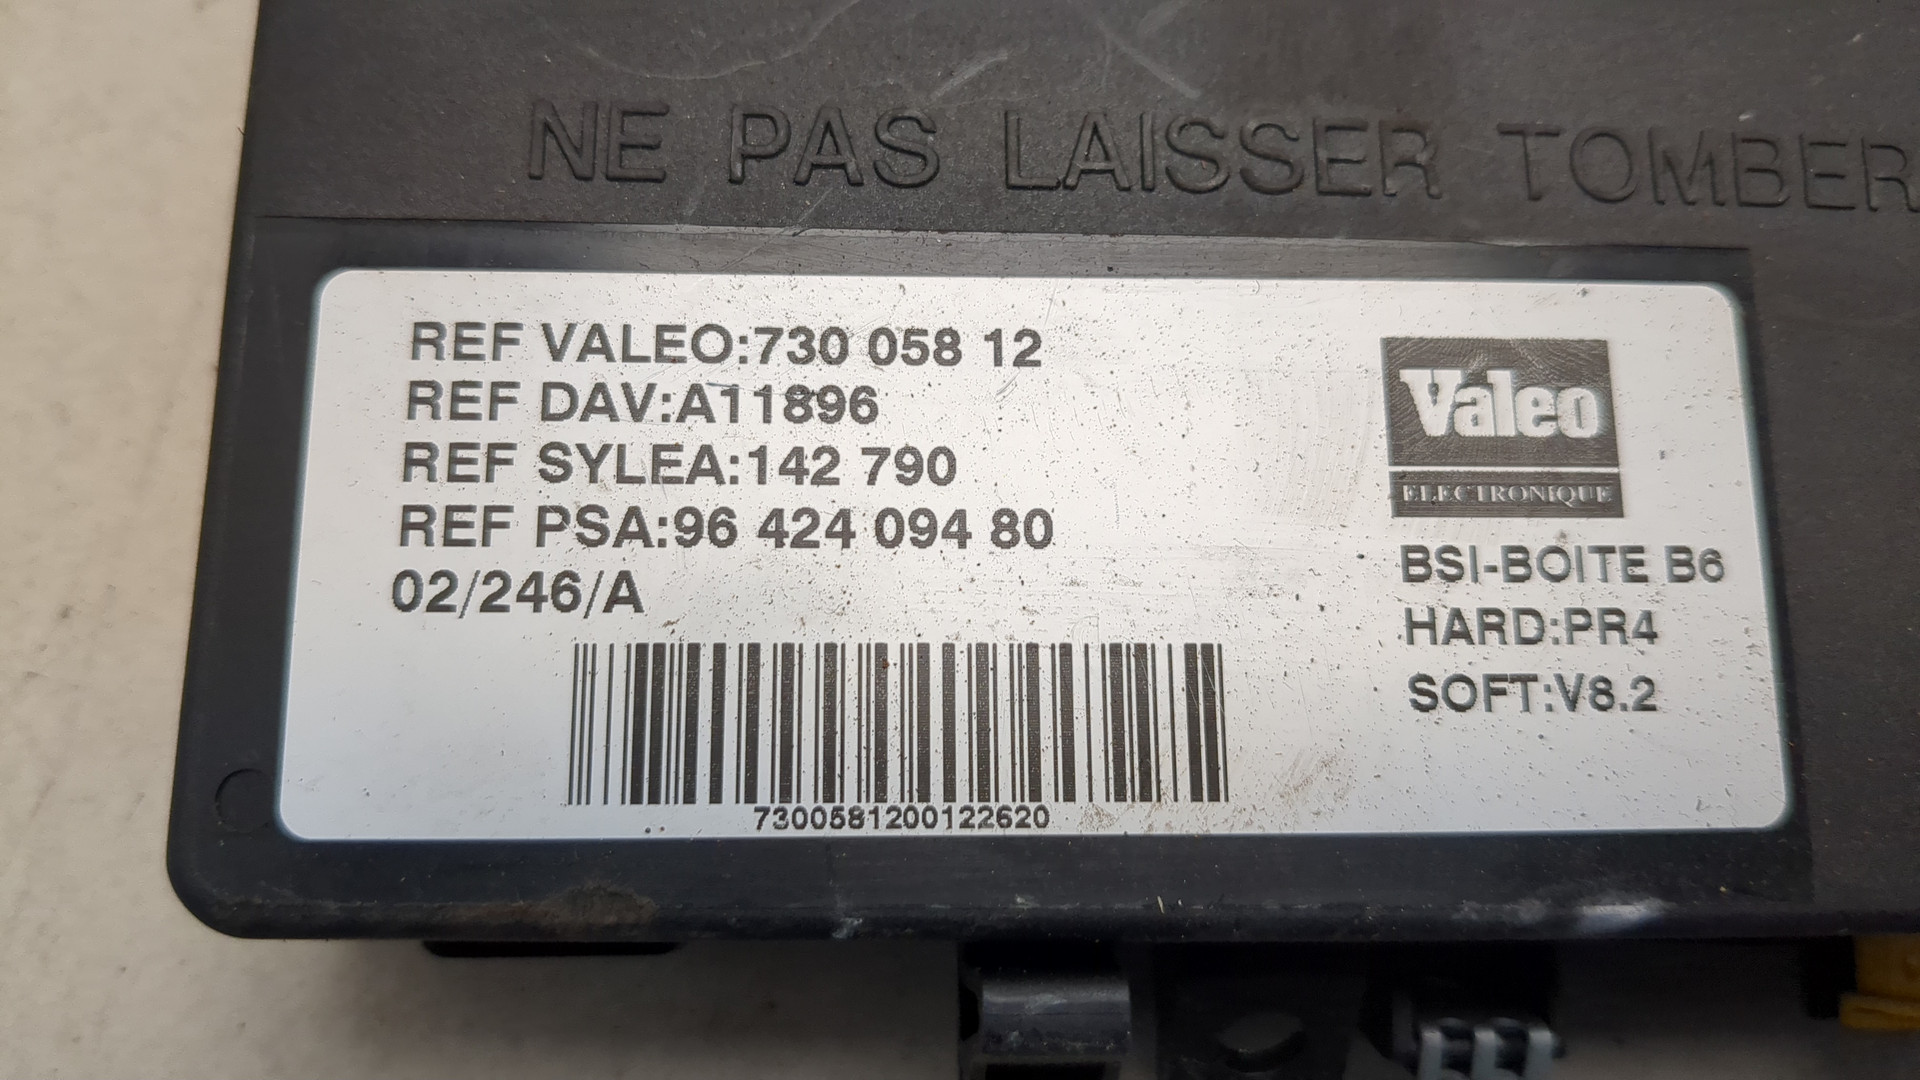 NE PAS LAISSER TOMBER
REF VALEO:730 058 12
REF DAV:A11896
REF SYLEA:142 790
REF PSA:96 424 094 80
02/246/A
7300581200122620
Valeo
ELECTRONIQUE
BSI-BOITE B6
HARD:PR4
SOFT:V8.2